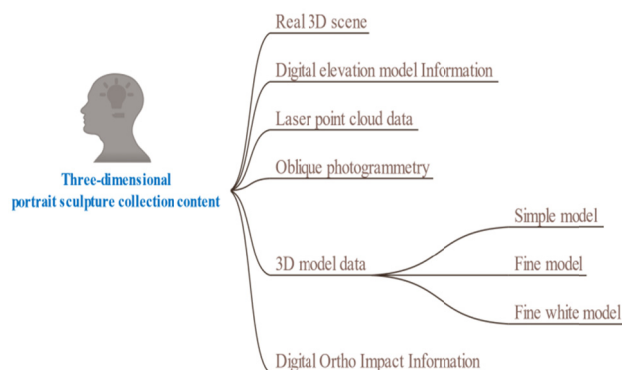 Real 3D scene
Digital elevation model Information
Laser point cloud data
Oblique photogrammetry
Three-dimensional
portrait sculpture collection content
3D model data
Simple model
Fine model
Fine white model
Digital Ortho Impact Information